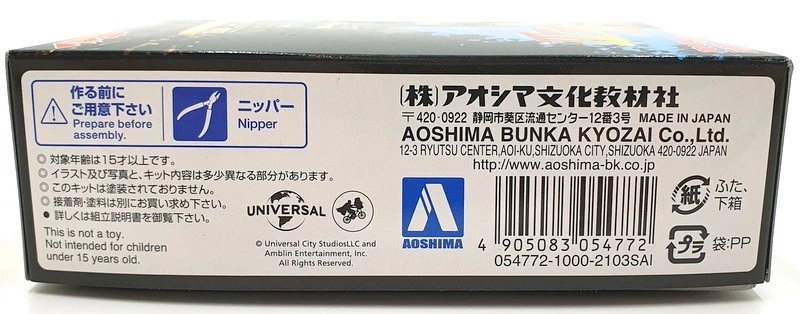 作る前に
ご用意下さい
Prepare before
assembly.
ニッパー
Nipper
◎ 対象年齢は15才以上です。
◎ イラスト及び写真と、キット内容は多少異なる部分があります。
◎ このキットは塗装されておりません。
◎ 接着剤・塗料は別にお買い求め下さい。
● 詳しくは組立説明書を御覧下さい。
This is not a toy.
Not intended for children
under 15 years old.
UNIVERSAL
© Universal City StudiosLLC and
Amblin Entertainment, Inc.
All Rights Reserved.
(株)アオシマ文化教材社
〒420-0922 静岡市葵区流通センター12番3号 MADE IN JAPAN
AOSHIMA BUNKA KYOZAI Co.,Ltd.
12-3 RYUTSU CENTER,AOI-KU,SHIZUOKA CITY,SHIZUOKA 420-0922 JAPAN
http://www.aoshima-bk.co.jp
AOSHIMA
4 905083 054772
054772-1000-2103SAI
紙
ふた、
下箱
プラ
袋:PP